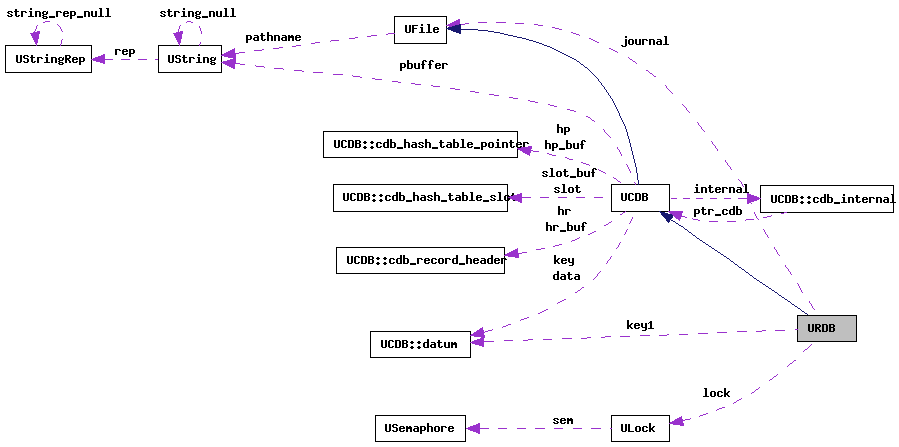 string_rep_null
string_null
UFile
journal
pathname
UStringRep
rep
UString
pbuffer
hp
hp_buf
UCDB::cdb_hash_table_pointer
slot_buf
slot
UCDB::cdb_hash_table_slot
UCDB
internal
UCDB::cdb_internal
ptr_cdb
hr
hr_buf
UCDB::cdb_record_header
key
data
URDB
key1
UCDB::datum
lock
USemaphore
sem
ULock